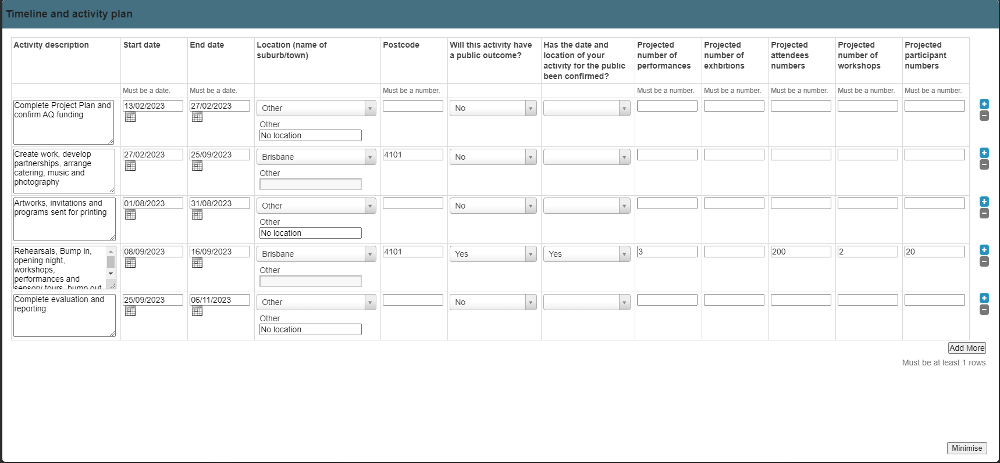 Timeline and activity plan
Activity description
Start date
End date
Location (name of
suburb/town)
Postcode
Will this activity have
a public outcome?
Has the date and
location of your
activity for the public
been confirmed?
Projected
number of
performances
Projected
number of
exhbitions
Projected
attendees
numbers
Projected
number of
workshops
Projected
participant
numbers
Must be a date.
Must be a date.
Must be a number.
Must be a number.
Must be a number.
Must be a number.
Must be a number.
Must be a number.
Complete Project Plan and
confirm AQ funding
13/02/2023
27/02/2023
Other
Other
No location
No
Create work, develop
partnerships, arrange
catering, music and
photography
27/02/2023
25/09/2023
Brisbane
Other
4101
No
Artworks, invitations and
programs sent for printing
01/08/2023
31/08/2023
Other
Other
No location
No
Rehearsals, Bump in,
opening night,
workshops,
performances and
sensory tours, bump out
08/09/2023
16/09/2023
Brisbane
Other
4101
Yes
Yes
3
200
2
20
Complete evaluation and
reporting
25/09/2023
06/11/2023
Other
Other
No location
No
Add More
Must be at least 1 rows
Minimise